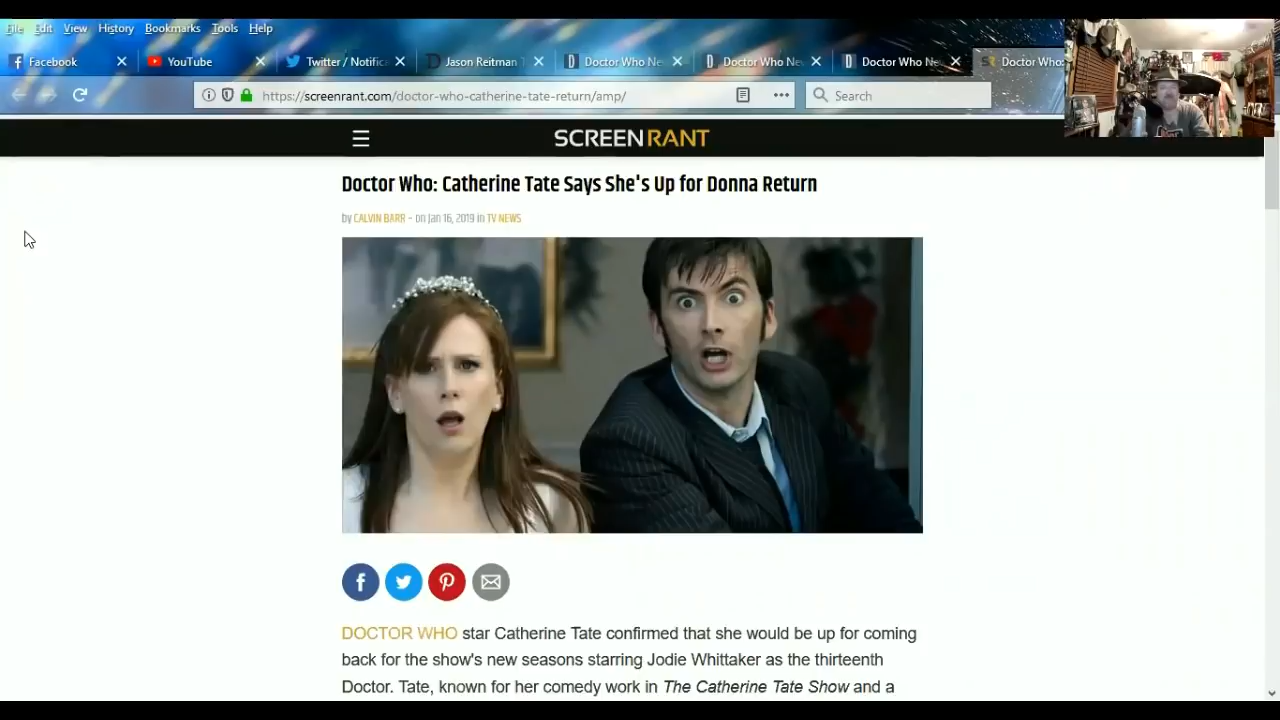 File Edit View History Bookmarks Tools Help
Facebook YouTube Twitter / Notific Jason Reitman Doctor Who Ne Doctor Who Ne Doctor Who Ne Doctor Who:
https://screenrant.com/doctor-who-catherine-tate-return/amp/ Search
SCREENRANT
Doctor Who: Catherine Tate Says She's Up for Donna Return
by CALVIN BARR – on Jan 16, 2019 in TV NEWS
DOCTOR WHO star Catherine Tate confirmed that she would be up for coming
back for the show's new seasons starring Jodie Whittaker as the thirteenth
Doctor. Tate, known for her comedy work in The Catherine Tate Show and a